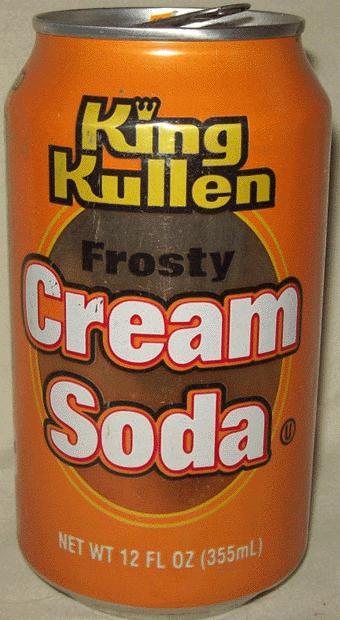 King
Kullen
Frosty
Cream
Soda
Ⓤ
NET WT 12 FL OZ (355mL)